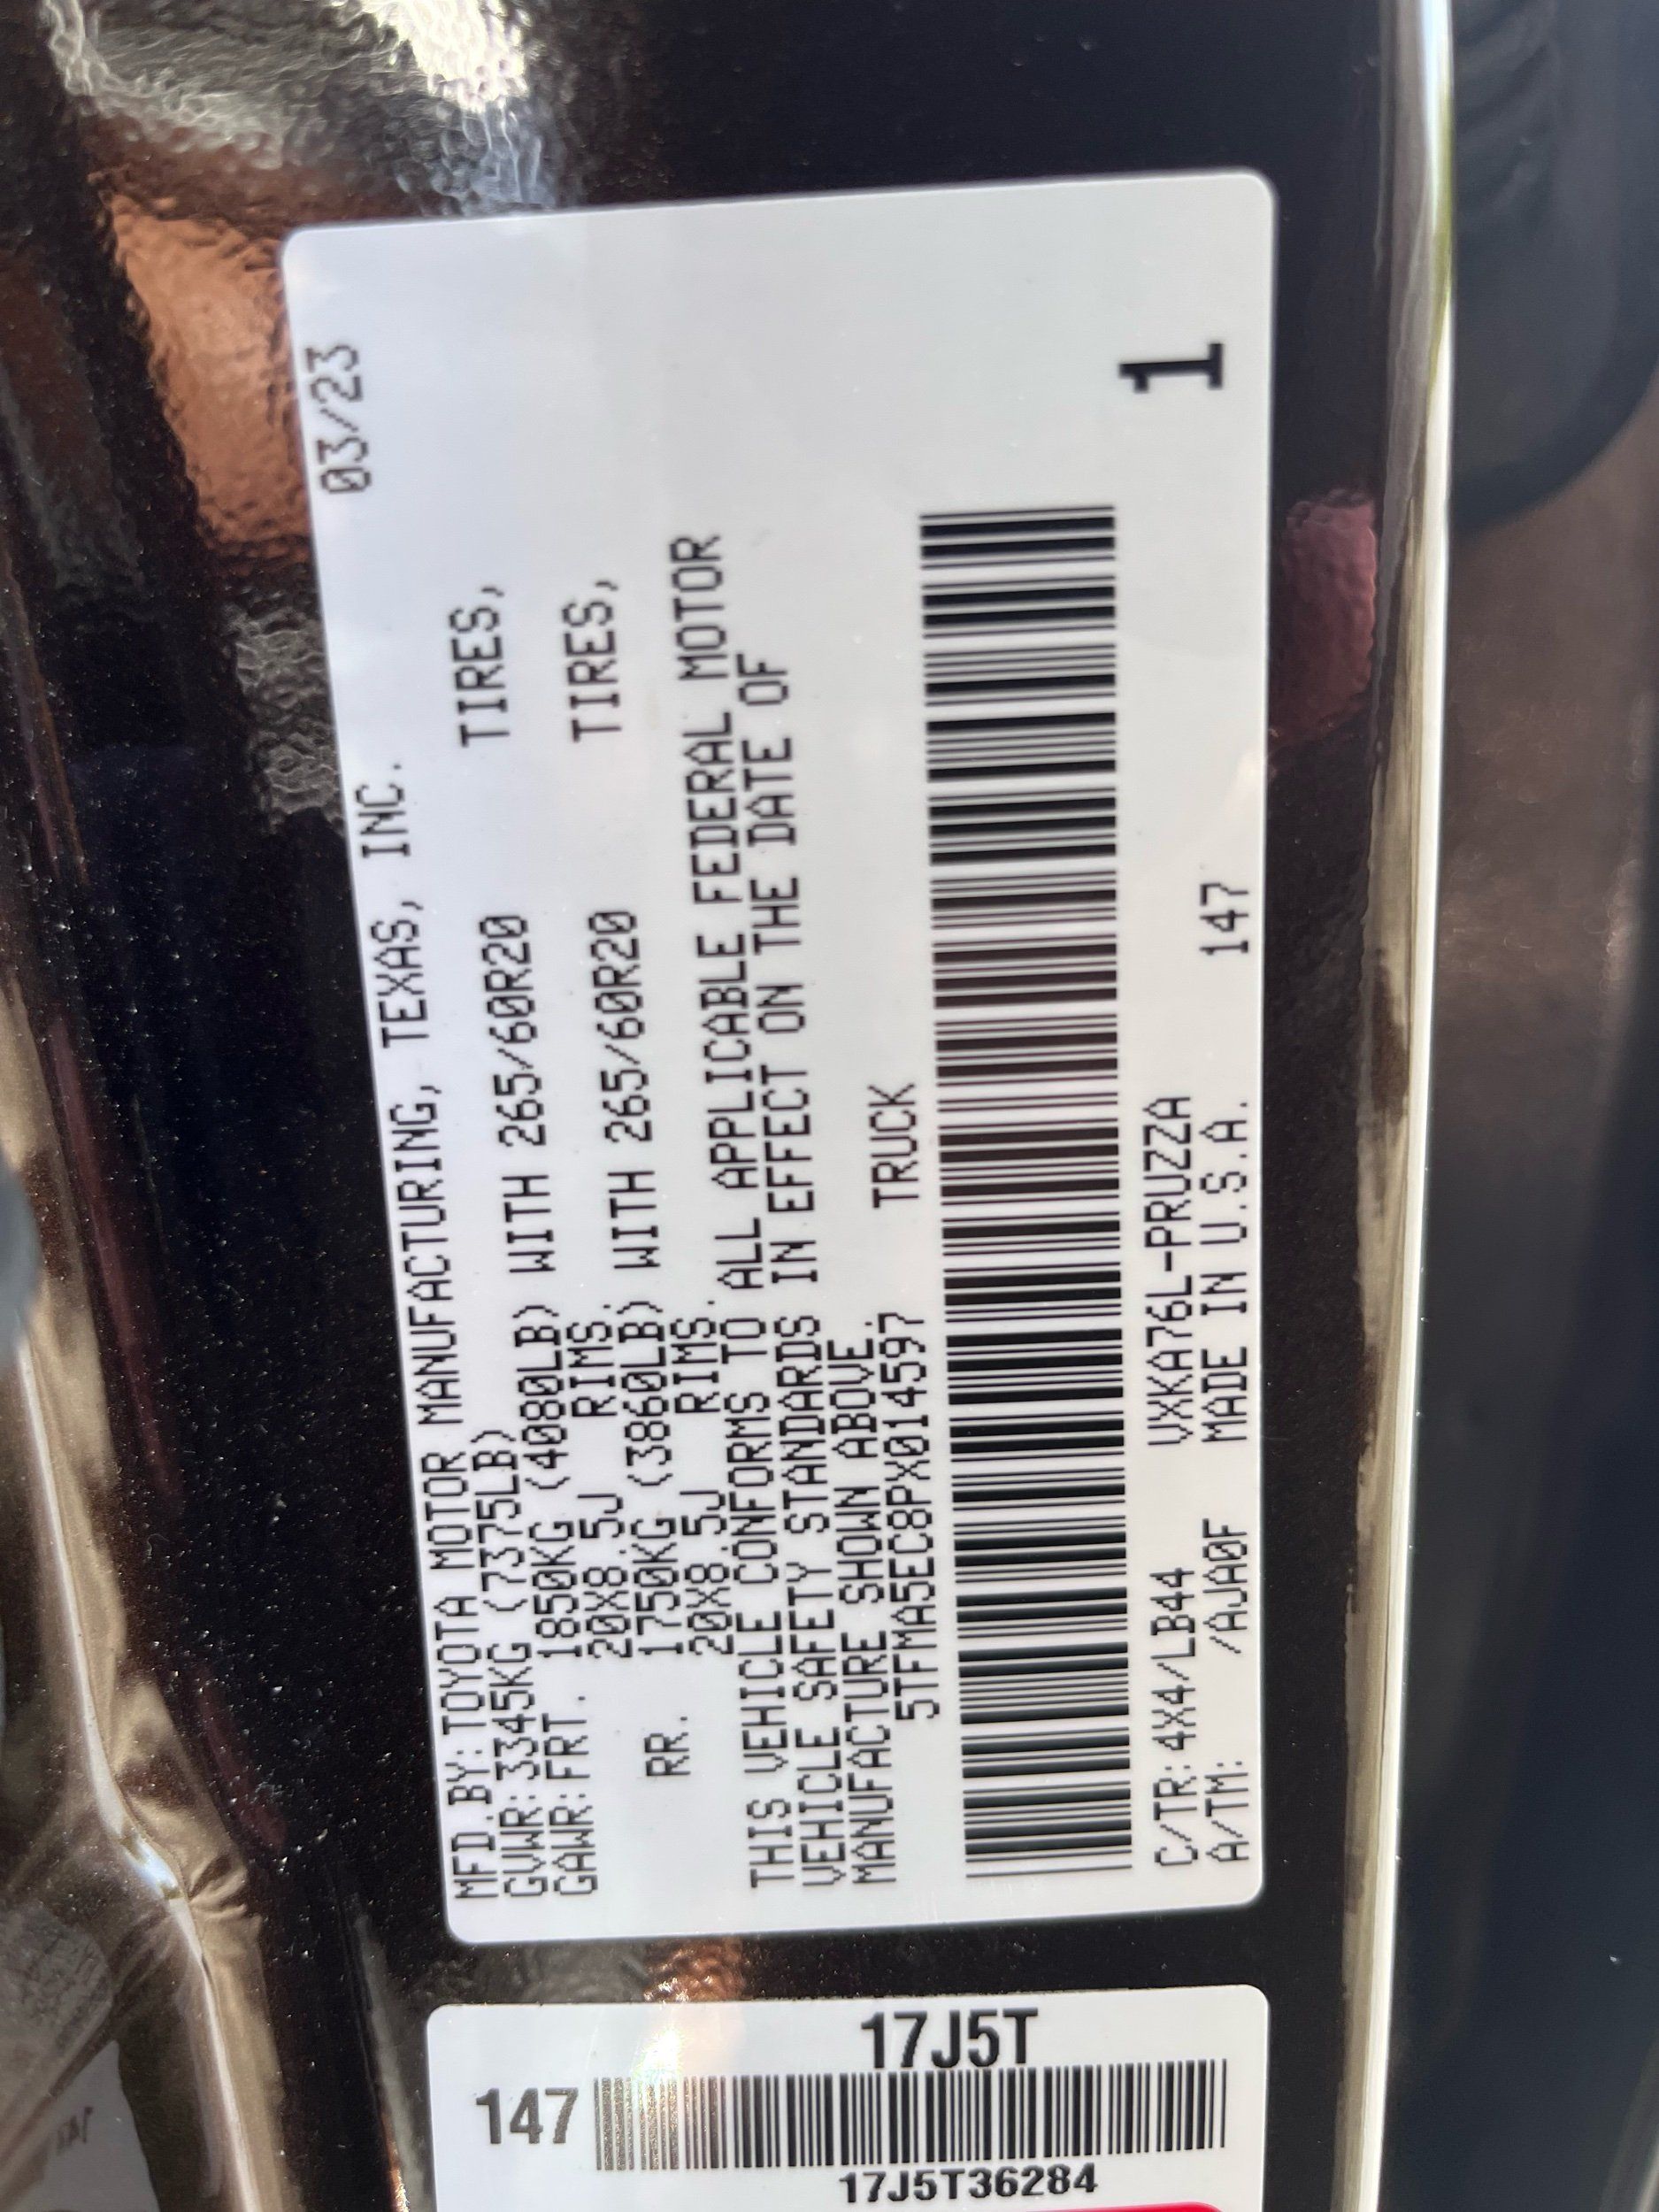 03/23
MFD.BY:TOYOTA MOTOR MANUFACTURING, TEXAS, INC.
GVWR:3345KG (7375LB)
GAWR:FRT. 1850KG (4080LB) WITH 265/60R20 TIRES,
20X8.5J RIMS
RR. 1750KG (3860LB) WITH 265/60R20 TIRES,
20X8.5J RIMS.
THIS VEHICLE CONFORMS TO ALL APPLICABLE FEDERAL MOTOR
VEHICLE SAFETY STANDARDS IN EFFECT ON THE DATE OF
MANUFACTURE SHOWN ABOVE.
5TFMA5EC8PX014597 TRUCK
C/TR:4X4/LB44 VXKA76L-PRUZZA
A/TM: /AJA0F MADE IN U.S.A. 147
1
17J5T
147
17J5T36284